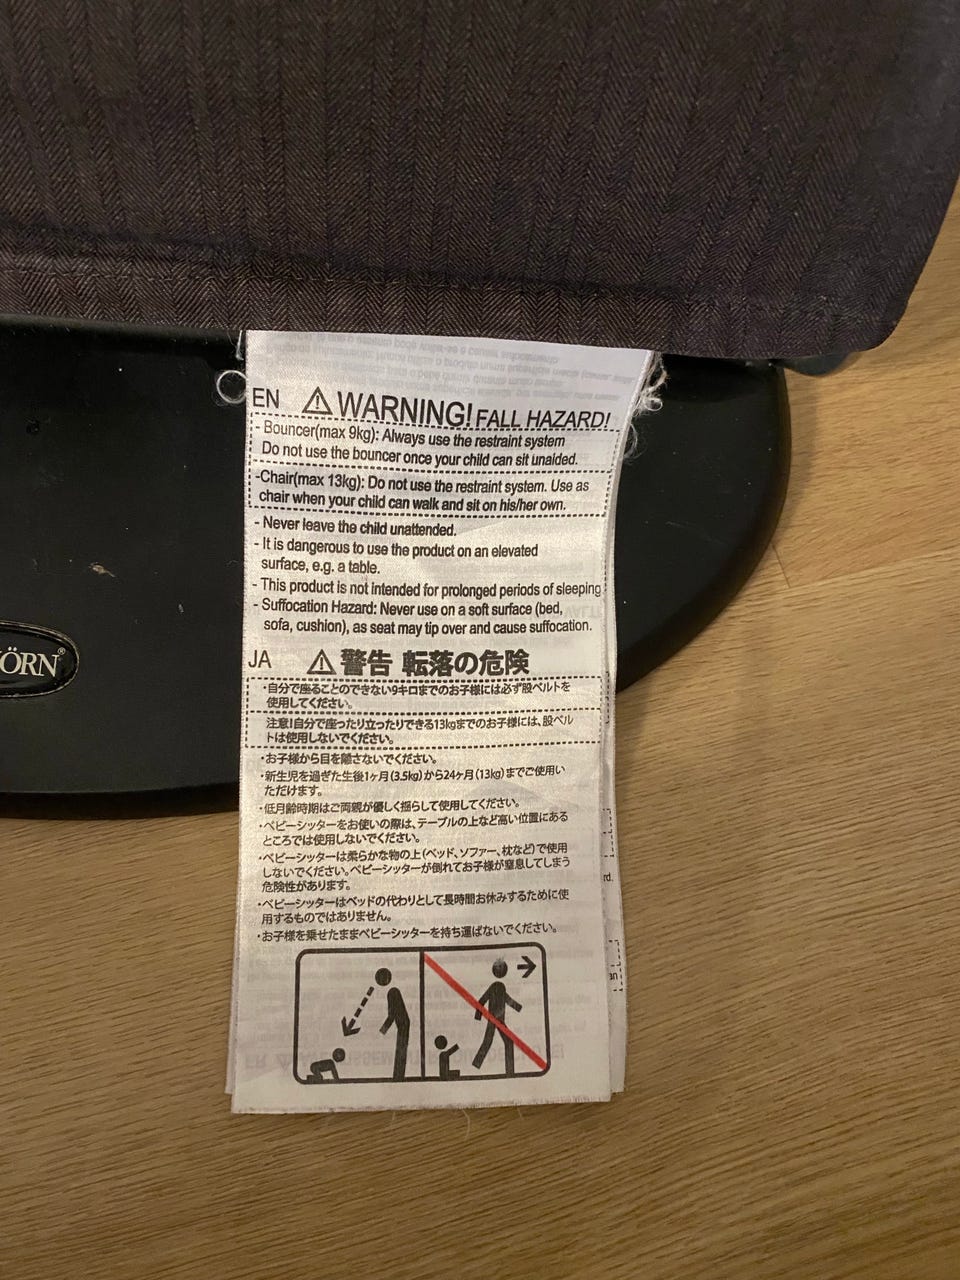 EN ⚠ WARNING! FALL HAZARD!
- Bouncer(max 9kg): Always use the restraint system
Do not use the bouncer once your child can sit unaided.
-Chair(max 13kg): Do not use the restraint system. Use as
chair when your child can walk and sit on his/her own.
- Never leave the child unattended.
- It is dangerous to use the product on an elevated
surface, e.g. a table.
- This product is not intended for prolonged periods of sleeping.
- Suffocation Hazard: Never use on a soft surface (bed,
sofa, cushion), as seat may tip over and cause suffocation.
ÖRN®
JA ⚠ 警告 転落の危険
・自分で座ることのできない9キロまでのお子様には必ず股ベルトを
使用してください。
注意!自分で座ったり立ったりできる13kgまでのお子様には、股ベル
トは使用しないでください。
・お子様から目を離さないでください。
・新生児を過ぎた生後1ヶ月(3.5kg)から24ヶ月(13kg)までご使用い
ただけます。
・低月齢時期はご両親が優しく揺らして使用してください。
・ベビーシッターをお使いの際は、テーブルの上など高い位置にある
ところでは使用しないでください。
・ベビーシッターは柔らかな物の上(ベッド、ソファー、枕など)で使用
しないでください。ベビーシッターが倒れてお子様が窒息してしまう
危険性があります。
・ベビーシッターはベッドの代わりとして長時間お休みするために使
用するものではありません。
・お子様を乗せたままベビーシッターを持ち運ばないでください。
rd.
an